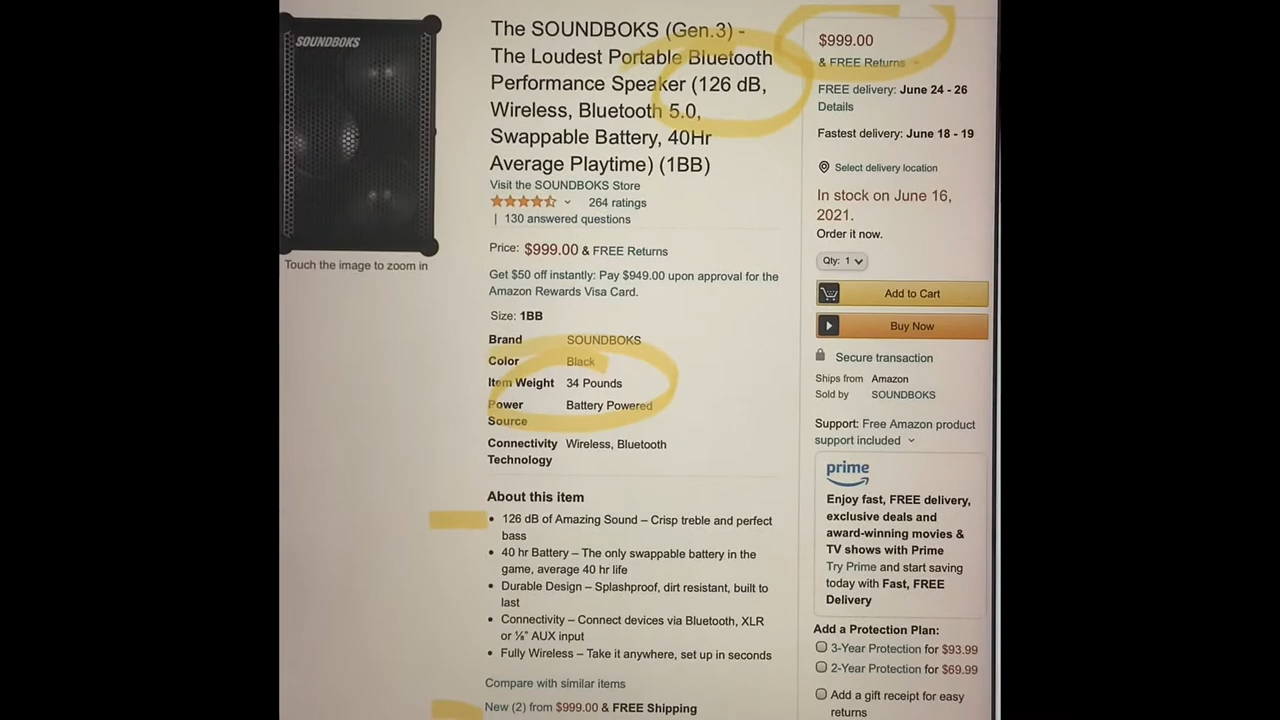 SOUNDBOKS
Touch the image to zoom in
The SOUNDBOKS (Gen.3) -
The Loudest Portable Bluetooth
Performance Speaker (126 dB,
Wireless, Bluetooth 5.0,
Swappable Battery, 40Hr
Average Playtime) (1BB)
Visit the SOUNDBOKS Store
264 ratings
| 130 answered questions
Price: $999.00 & FREE Returns
Get $50 off instantly: Pay $949.00 upon approval for the
Amazon Rewards Visa Card.
Size: 1BB
Brand SOUNDBOKS
Color Black
Item Weight 34 Pounds
Power Battery Powered
Source
Connectivity Wireless, Bluetooth
Technology
About this item
• 126 dB of Amazing Sound – Crisp treble and perfect
bass
• 40 hr Battery – The only swappable battery in the
game, average 40 hr life
• Durable Design – Splashproof, dirt resistant, built to
last
• Connectivity – Connect devices via Bluetooth, XLR
or ⅛" AUX input
• Fully Wireless – Take it anywhere, set up in seconds
Compare with similar items
New (2) from $999.00 & FREE Shipping
$999.00
& FREE Returns
FREE delivery: June 24 - 26
Details
Fastest delivery: June 18 - 19
Select delivery location
In stock on June 16,
2021.
Order it now.
Qty: 1
Add to Cart
Buy Now
Secure transaction
Ships from Amazon
Sold by SOUNDBOKS
Support: Free Amazon product
support included
prime
Enjoy fast, FREE delivery,
exclusive deals and
award-winning movies &
TV shows with Prime
Try Prime and start saving
today with Fast, FREE
Delivery
Add a Protection Plan:
3-Year Protection for $93.99
2-Year Protection for $69.99
Add a gift receipt for easy
returns